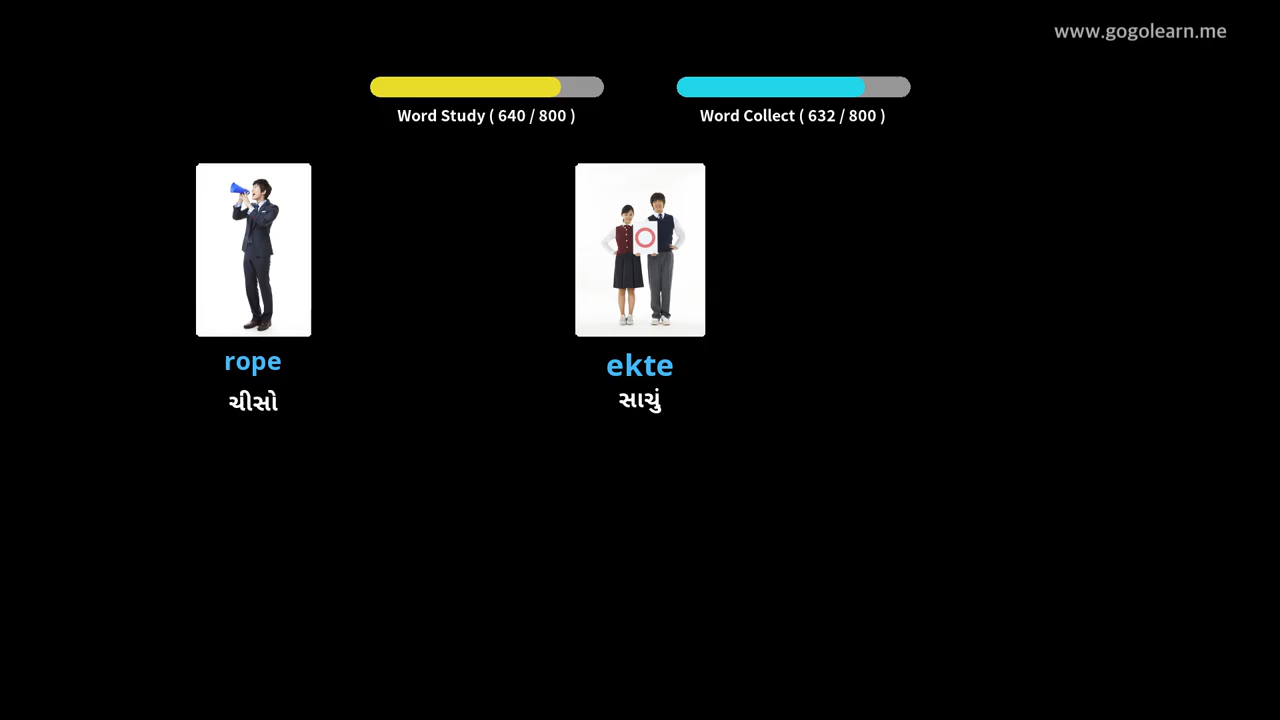 www.gogolearn.me
Word Study ( 640 / 800 )
Word Collect ( 632 / 800 )
rope
ચીસો
ekte
સાચું